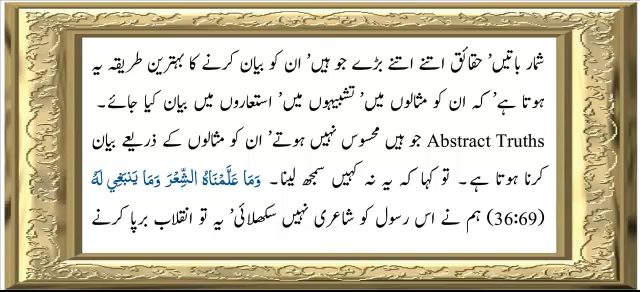 شمار باتیں’ حقائق اتنے اتنے بڑے جو ہیں’ ان کو بیان کرنے کا بہترین طریقہ یہ
ہوتا ہے’ کہ ان کو مثالوں میں’ تشبیہوں میں’ استعاروں میں بیان کیا جائے۔
Abstract Truths جو ہیں محسوس نہیں ہوتے’ ان کو مثالوں کے ذریعے بیان
کرنا ہوتا ہے۔ تو کہا کہ یہ نہ کہیں سمجھ لینا۔ وَمَا عَلَّمْنَاهُ الشِّعْرَ وَمَا يَنبَغِي لَهُ
(36:69) ہم نے اس رسول کو شاعری نہیں سکھلائی’ یہ تو انقلاب برپا کرنے